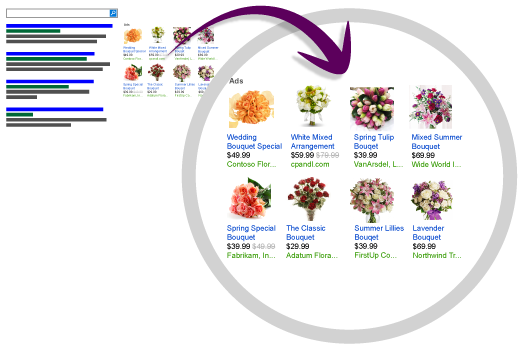 Ads
Wedding White Mixed Spring Tulip Mixed Summer
Bouquet Special Arrangement Bouquet Bouquet
$49.99 $59.99 $79.99 $39.99 $69.99
Contoso Flor... cpandl.com VanArsdel, L... Wide World I...
Spring Special The Classic Summer Lillies Lavender
Bouquet Bouquet Bouqet Bouquet
$39.99 $49.99 $29.99 $39.99 $69.99
Fabrikam, In... Adatum Flora... FirstUp Co... Northwind Tr...